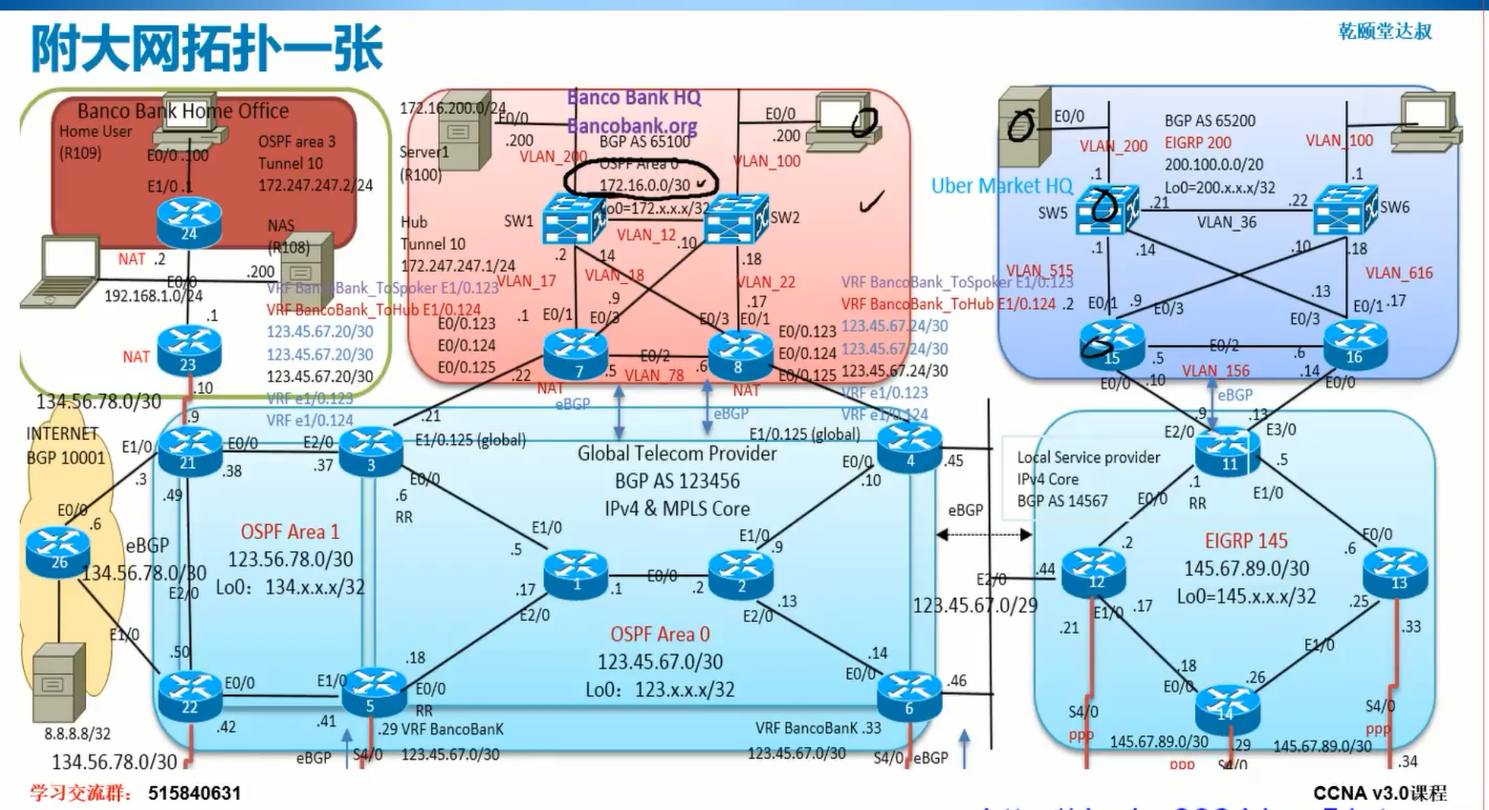 附大网拓扑一张
乾颐堂达叔
Banco Bank Home Office
Home User
(R109)
E0/0 .100
OSPF area 3
Tunnel 10
172.247.247.2/24
E1/0 .1
24
NAS
(R108)
NAT .2
E0/0
.200
192.168.1.0/24
.1
NAT
23
.10
134.56.78.0/30
VRF BancoBank_ToSpoker E1/0.123
VRF BancoBank_ToHub E1/0.124
123.45.67.20/30
123.45.67.20/30
123.45.67.20/30
VRF e1/0.123
VRF e1/0.124
172.16.200.0/24
E0/0
.200
Server1
(R100)
Banco Bank HQ
Bancobank.org
BGP AS 65100
OSPF Area 0
172.16.0.0/30
Lo0=172.x.x.x/32
VLAN_200
VLAN_100
E0/0
.200
Hub
Tunnel 10
172.247.247.1/24
SW1
SW2
VLAN_12
.2
.14
.10
.18
VLAN_17
VLAN_18
VLAN_22
.9
.17
.1
E0/1
E0/3
E0/3
E0/1
E0/0.123
E0/0.124
E0/0.125
E0/0.123
E0/0.124
E0/0.125
7
8
E0/2
.5
.6
VLAN_78
.22
NAT
NAT
eBGP
eBGP
VRF BancoBank_ToSpoker E1/0.123
VRF BancoBank_ToHub E1/0.124
123.45.67.24/30
123.45.67.24/30
123.45.67.24/30
VRF e1/0.123
VRF e1/0.124
E0/0
BGP AS 65200
EIGRP 200
200.100.0.0/20
Lo0=200.x.x.x/32
VLAN_200
VLAN_100
Uber Market HQ
.1
.1
SW5
SW6
.21
.22
VLAN_36
.1
.14
.10
.18
VLAN_515
VLAN_616
.2
E0/1
.9
E0/3
.13
E0/3
E0/1
.17
15
16
E0/2
.5
.6
VLAN_156
E0/0
.10
.14
E0/0
eBGP
INTERNET
BGP 10001
E1/0
.3
E0/0
.6
26
eBGP
134.56.78.0/30
E1/0
8.8.8.8/32
134.56.78.0/30
.9
21
E0/0
.38
.49
E2/0
.37
3
.21
E1/0.125 (global)
E0/0
.6
RR
OSPF Area 1
123.56.78.0/30
Lo0：134.x.x.x/32
E2/0
.50
22
E0/0
.42
E1/0
.41
5
.18
E0/0
RR
.29 VRF BancoBanK
123.45.67.0/30
eBGP
S4/0
Global Telecom Provider
BGP AS 123456
IPv4 & MPLS Core
E1/0
.5
1
.17
E2/0
.1
E0/0
.2
2
E1/0
.9
.13
E2/0
OSPF Area 0
123.45.67.0/30
Lo0：123.x.x.x/32
E1/0.125 (global)
4
E0/0
.10
.45
.14
E0/0
6
.46
VRF BancoBanK .33
123.45.67.0/30
S4/0
eBGP
eBGP
E2/0
.44
123.45.67.0/29
Local Service provider
IPv4 Core
BGP AS 14567
.9
.13
E2/0
E3/0
11
.1
RR
.5
E0/0
E1/0
EIGRP 145
145.67.89.0/30
Lo0=145.x.x.x/32
.2
12
E1/0
.17
.21
E0/0
.6
13
.25
.33
E1/0
.18
E0/0
.26
14
S4/0
ppp
145.67.89.0/30
.29
ppp
S4/0
145.67.89.0/30
S4/0
ppp
.34
学习交流群： 515840631
CCNA v3.0课程